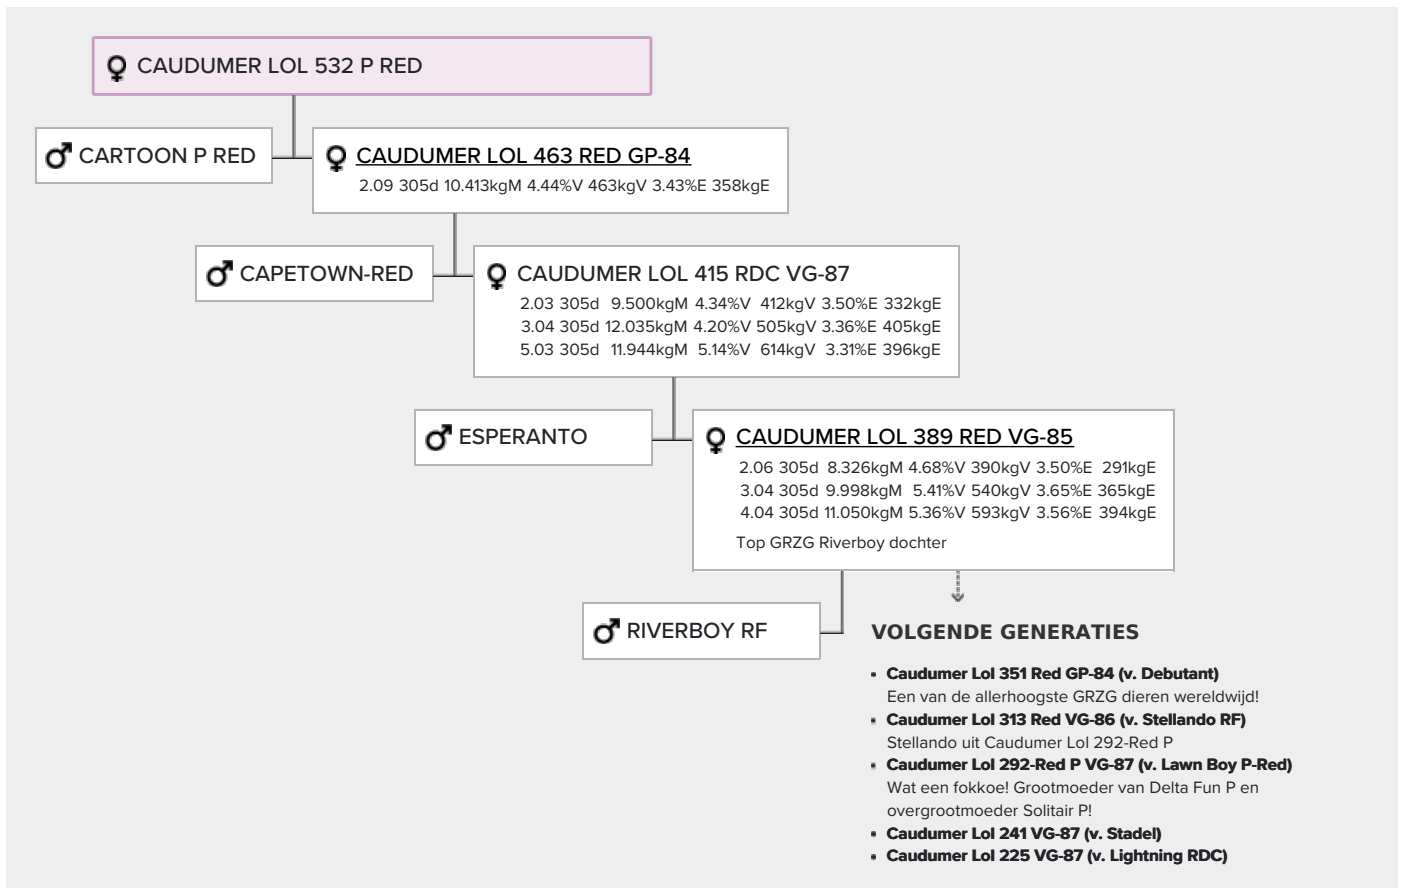 CAUDUMER LOL 532 P RED
CARTOON P RED
CAUDUMER LOL 463 RED GP-84
2.09 305d 10.413kgM 4.44%V 463kgV 3.43%E 358kgE
CAPETOWN-RED
CAUDUMER LOL 415 RDC VG-87
2.03 305d 9.500kgM 4.34%V 412kgV 3.50%E 332kgE
3.04 305d 12.035kgM 4.20%V 505kgV 3.36%E 405kgE
5.03 305d 11.944kgM 5.14%V 614kgV 3.31%E 396kgE
ESPERANTO
CAUDUMER LOL 389 RED VG-85
2.06 305d 8.326kgM 4.68%V 390kgV 3.50%E 291kgE
3.04 305d 9.998kgM 5.41%V 540kgV 3.65%E 365kgE
4.04 305d 11.050kgM 5.36%V 593kgV 3.56%E 394kgE
Top GRZG Riverboy dochter
RIVERBOY RF
VOLGENDE GENERATIES
• Caudumer Lol 351 Red GP-84 (v. Debutant)
Een van de allerhoogste GRZG dieren wereldwijd!
• Caudumer Lol 313 Red VG-86 (v. Stellando RF)
Stellando uit Caudumer Lol 292-Red P
• Caudumer Lol 292-Red P VG-87 (v. Lawn Boy P-Red)
Wat een fokkoe! Grootmoeder van Delta Fun P en
overgrootmoeder Solitair P!
• Caudumer Lol 241 VG-87 (v. Stadel)
• Caudumer Lol 225 VG-87 (v. Lightning RDC)